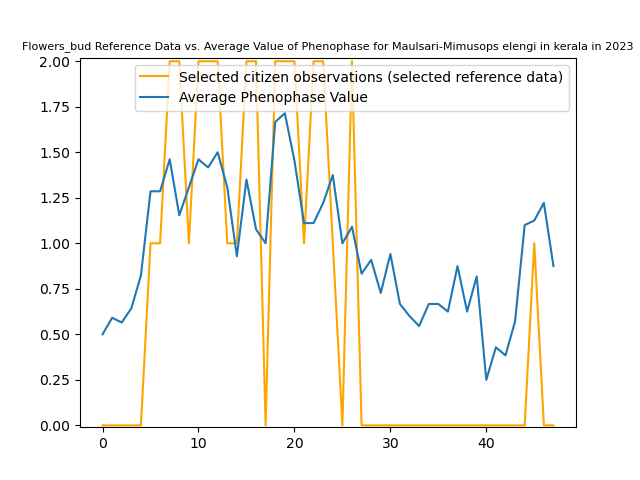 Flowers_bud Reference Data vs. Average Value of Phenophase for Maulsari-Mimusops elengi in kerala in 2023
Selected citizen observations (selected reference data)
Average Phenophase Value
2.00
1.75
1.50
1.25
1.00
0.75
0.50
0.25
0.00
0 10 20 30 40